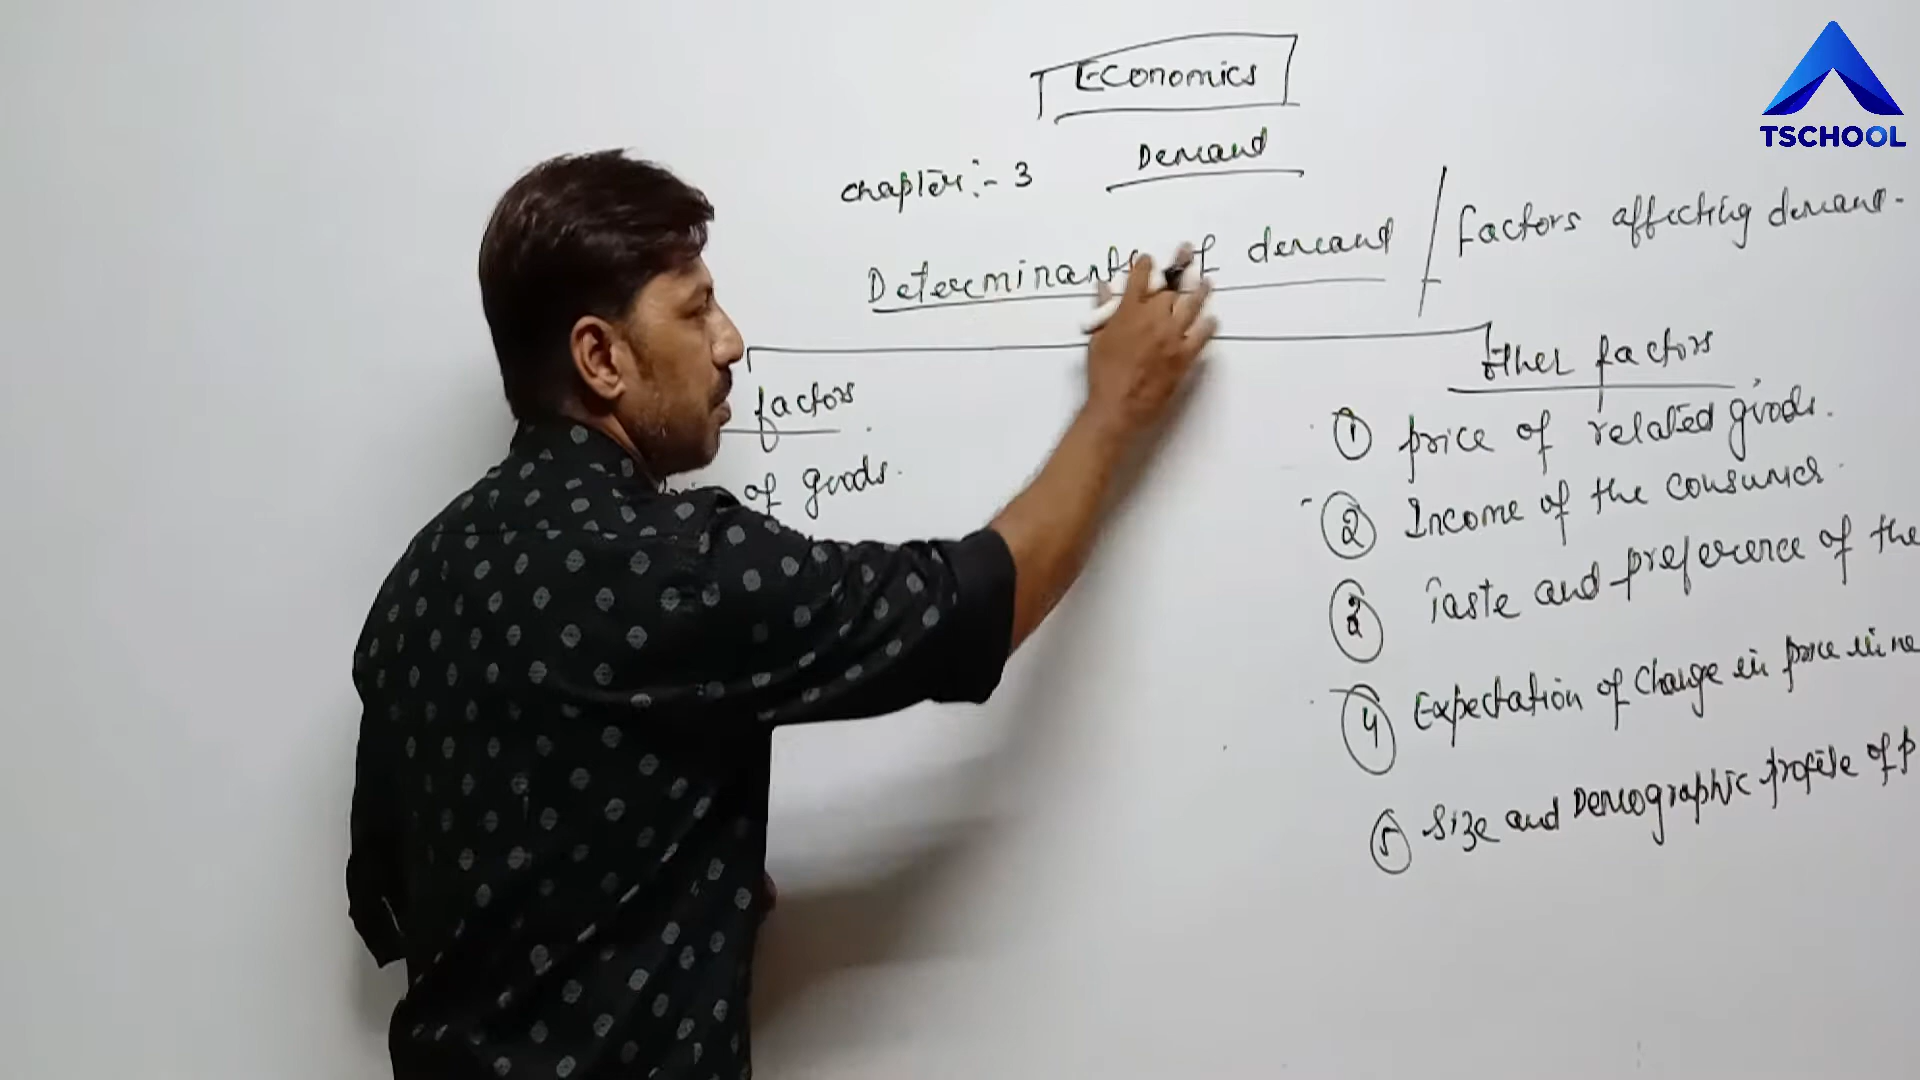 Economics
TSCHOOL
Chapter:- 3 Demand
Determinants of demand / Factors affecting demand.
factors
of goods.
Other factors
① price of related goods.
② Income of the consumer.
③ Taste and preference of the
④ Expectation of Change in price in ne
⑤ Size and Demographic profile of p